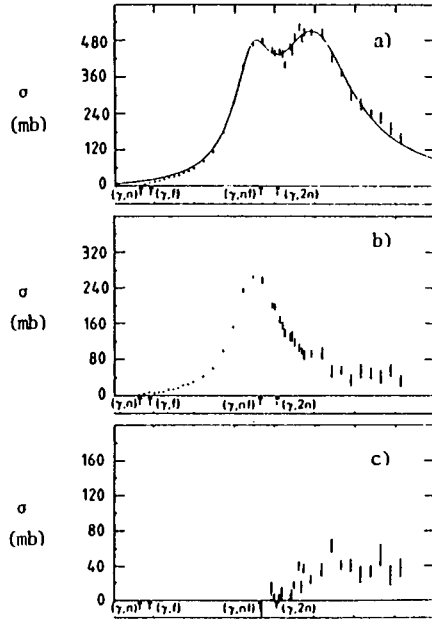 480
a)
360
σ
240
(mb)
120
0
(γ,n) (γ,f) (γ,nf) (γ,2n)
320
b)
240
σ
160
(mb)
80
0
(γ,n) (γ,f) (γ,nf) (γ,2n)
160
c)
120
σ
80
(mb)
40
0
(γ,n) (γ,f) (γ,nf) (γ,2n)